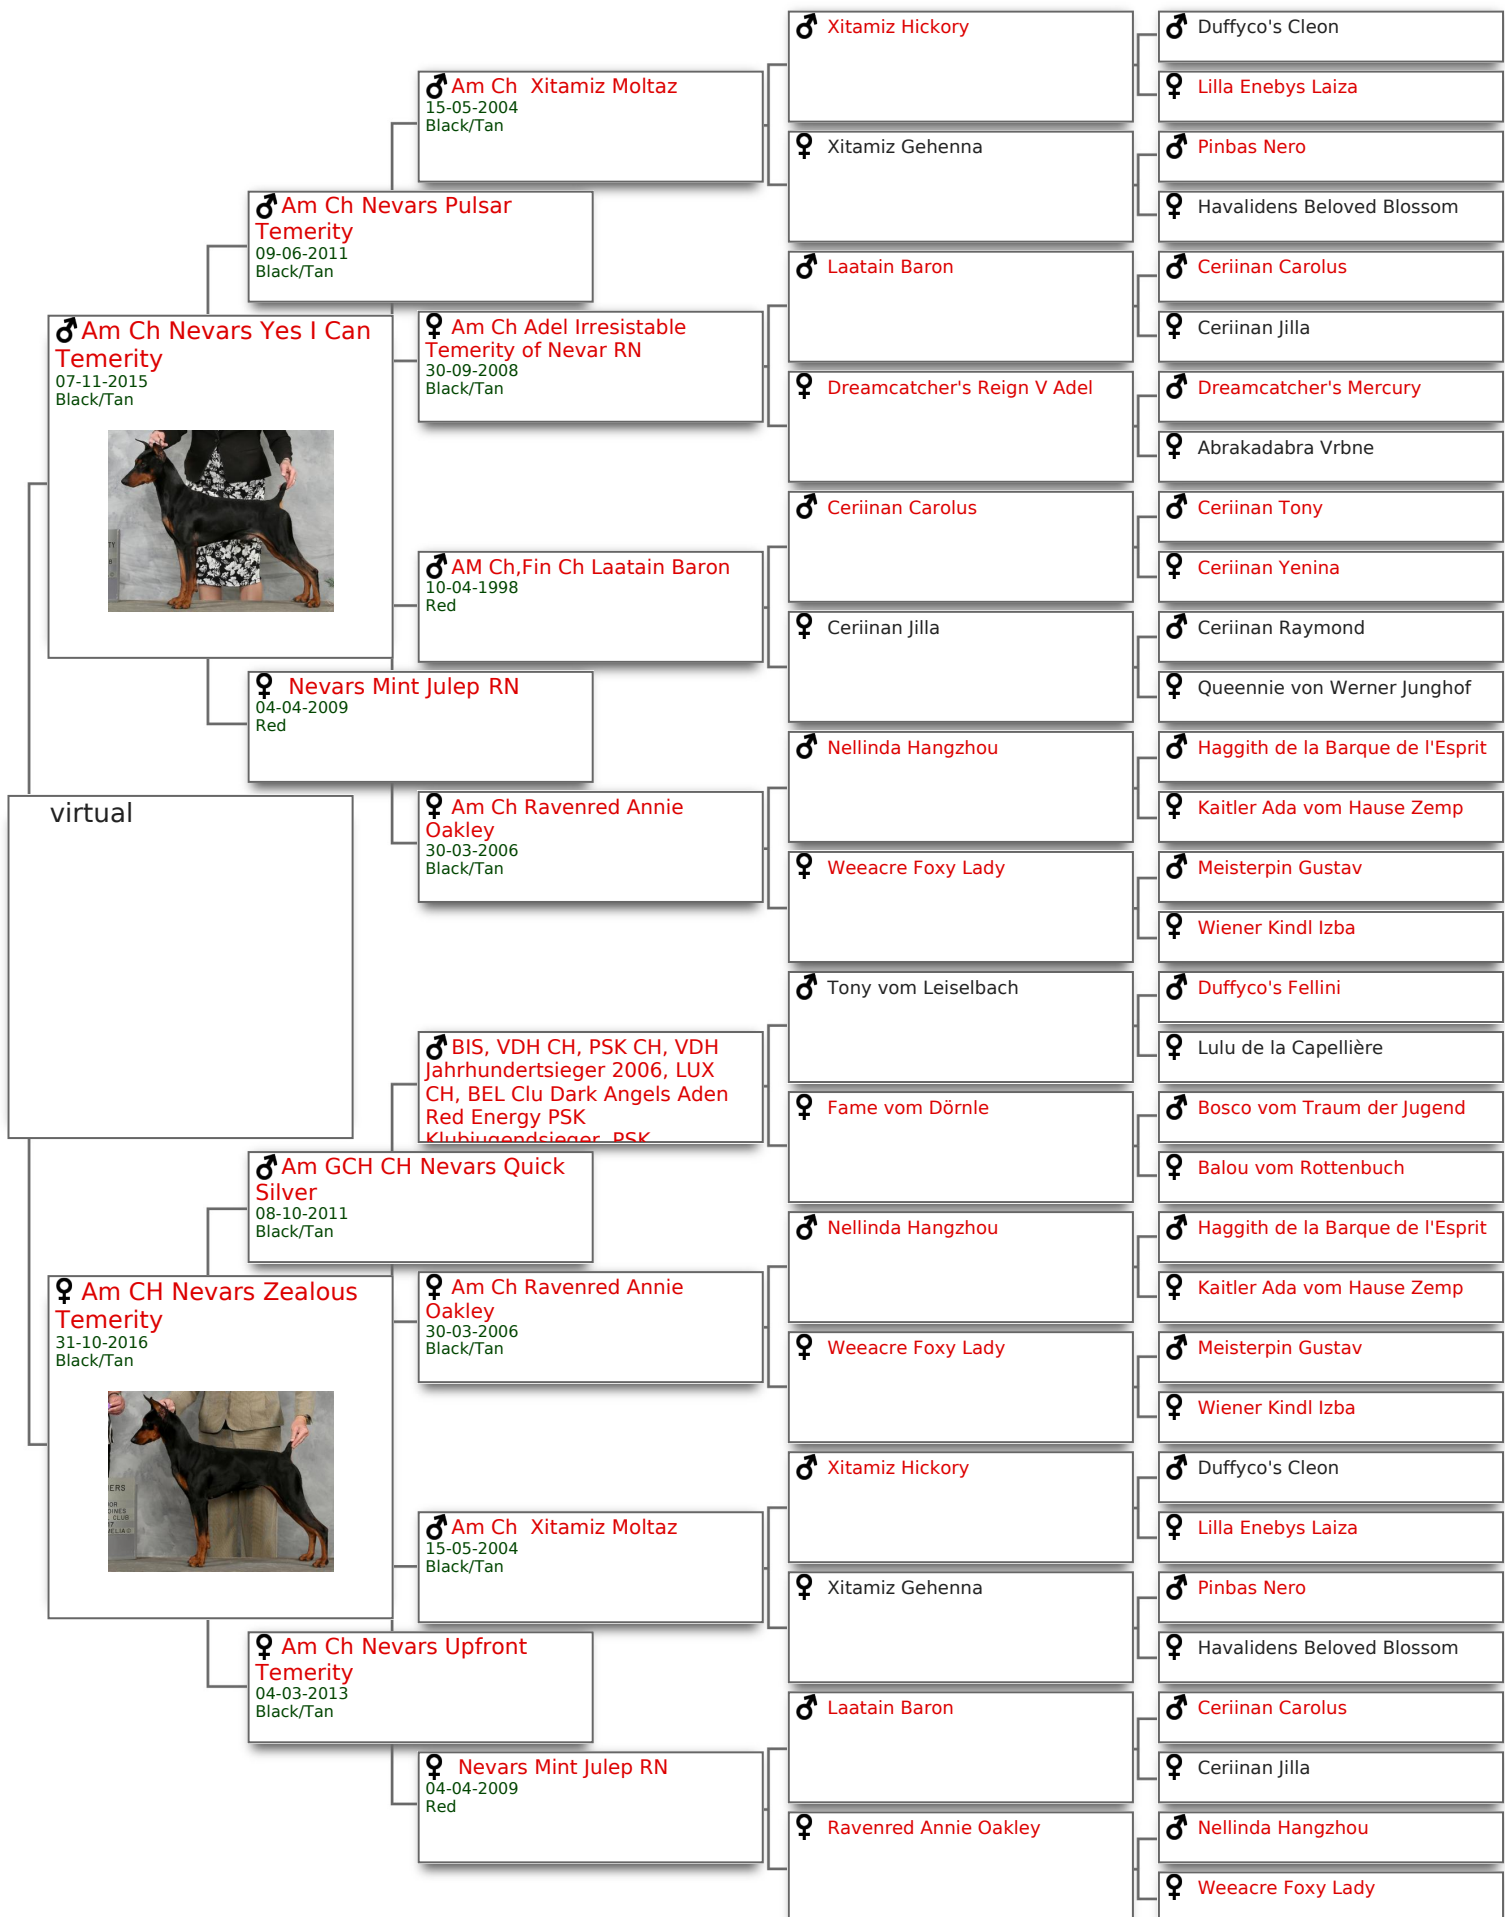 virtual
Am Ch Nevars Yes I Can
Temerity
07-11-2015
Black/Tan
Am CH Nevars Zealous
Temerity
31-10-2016
Black/Tan
Am Ch Nevars Pulsar
Temerity
09-06-2011
Black/Tan
Nevars Mint Julep RN
04-04-2009
Red
Am GCH CH Nevars Quick
Silver
08-10-2011
Black/Tan
Am Ch Nevars Upfront
Temerity
04-03-2013
Black/Tan
Am Ch Xitamiz Moltaz
15-05-2004
Black/Tan
Am Ch Adel Irresistable
Temerity of Nevar RN
30-09-2008
Black/Tan
AM Ch,Fin Ch Laatain Baron
10-04-1998
Red
Am Ch Ravenred Annie
Oakley
30-03-2006
Black/Tan
BIS, VDH CH, PSK CH, VDH
Jahrhundertsieger 2006, LUX
CH, BEL Clu Dark Angels Aden
Red Energy PSK
Klubjugendsieger, PSK
Am Ch Ravenred Annie
Oakley
30-03-2006
Black/Tan
Am Ch Xitamiz Moltaz
15-05-2004
Black/Tan
Nevars Mint Julep RN
04-04-2009
Red
Xitamiz Hickory
Xitamiz Gehenna
Laatain Baron
Dreamcatcher's Reign V Adel
Ceriinan Carolus
Ceriinan Jilla
Nellinda Hangzhou
Weeacre Foxy Lady
Tony vom Leiselbach
Fame vom Dörnle
Nellinda Hangzhou
Weeacre Foxy Lady
Xitamiz Hickory
Xitamiz Gehenna
Laatain Baron
Ravenred Annie Oakley
Duffyco's Cleon
Lilla Enebys Laiza
Pinbas Nero
Havalidens Beloved Blossom
Ceriinan Carolus
Ceriinan Jilla
Dreamcatcher's Mercury
Abrakadabra Vrbne
Ceriinan Tony
Ceriinan Yenina
Ceriinan Raymond
Queennie von Werner Junghof
Haggith de la Barque de l'Esprit
Kaitler Ada vom Hause Zemp
Meisterpin Gustav
Wiener Kindl Izba
Duffyco's Fellini
Lulu de la Capellière
Bosco vom Traum der Jugend
Balou vom Rottenbuch
Haggith de la Barque de l'Esprit
Kaitler Ada vom Hause Zemp
Meisterpin Gustav
Wiener Kindl Izba
Duffyco's Cleon
Lilla Enebys Laiza
Pinbas Nero
Havalidens Beloved Blossom
Ceriinan Carolus
Ceriinan Jilla
Nellinda Hangzhou
Weeacre Foxy Lady